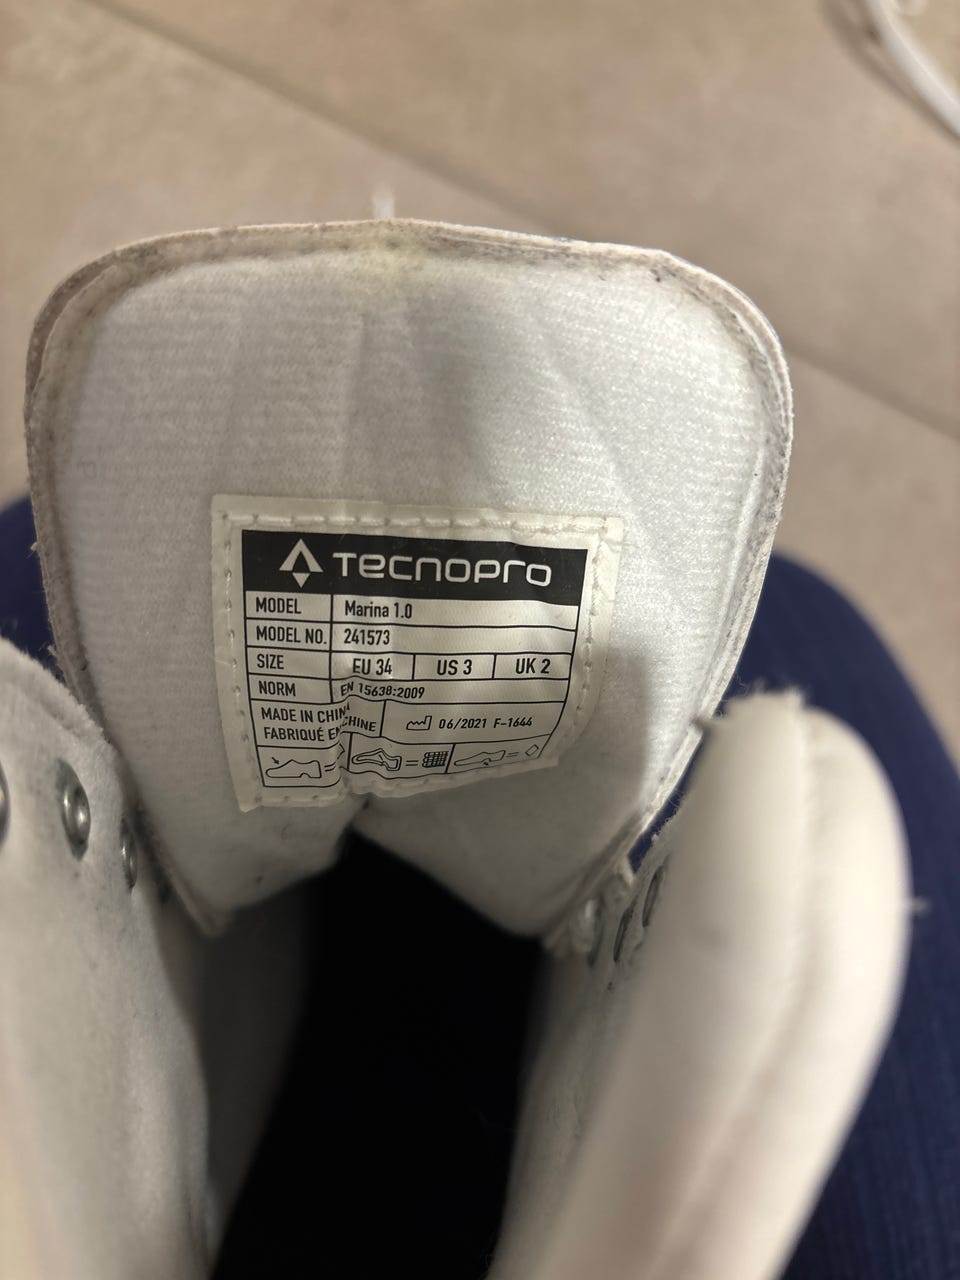 TECNOPRO
MODEL Marina 1.0
MODEL NO. 241573
SIZE EU 34 US 3 UK 2
NORM EN 15638:2009
MADE IN CHINA
FABRIQUÉ EN CHINE
06/2021 F-1644
= = =